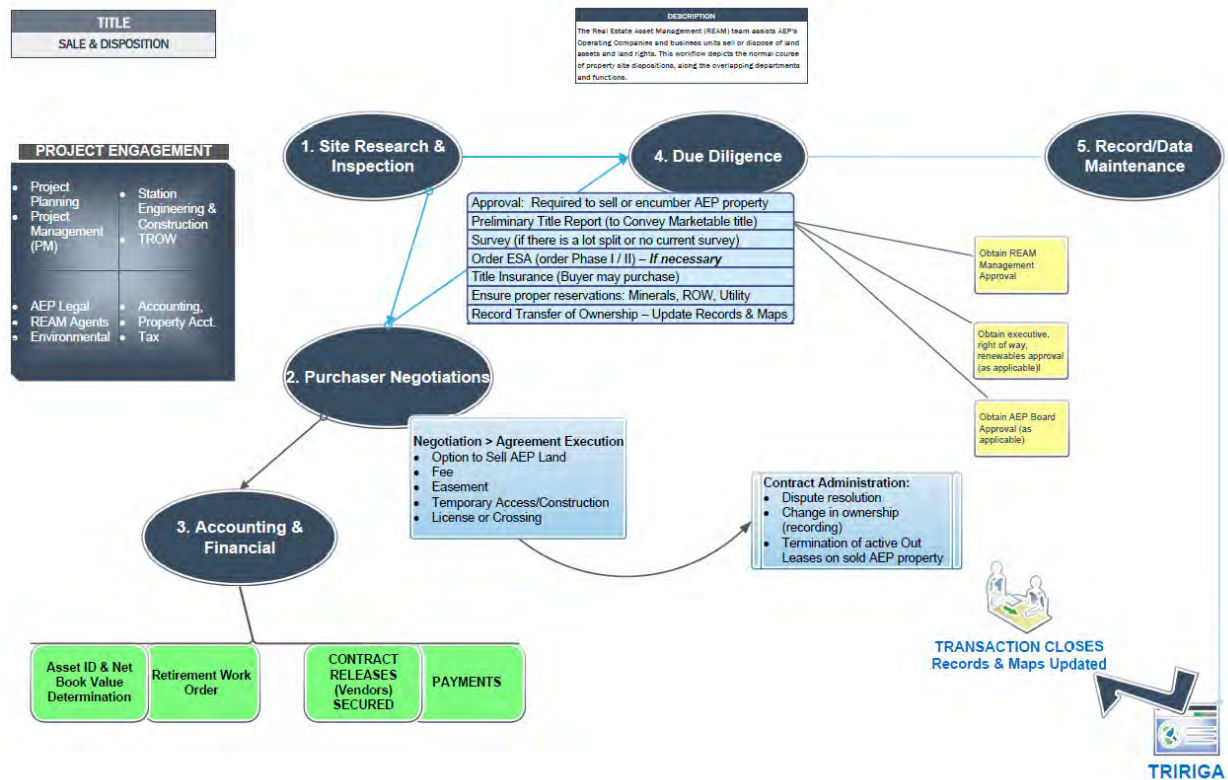 TITLE
SALE & DISPOSITION
DESCRIPTION
The Real Estate Asset Management (REAM) team assists AEP's
Operating Companies and business units sell or dispose of land
assets and land rights. This workflow depicts the normal course
of property site dispositions, along the overlapping departments
and functions.
PROJECT ENGAGEMENT
• Project
Planning
• Project
Management
(PM)
• Station
Engineering &
Construction
• TROW
• AEP Legal
• REAM Agents
• Environmental
• Accounting,
• Property Acct.
• Tax
1. Site Research &
Inspection
4. Due Diligence
5. Record/Data
Maintenance
Approval: Required to sell or encumber AEP property
Preliminary Title Report (to Convey Marketable title)
Survey (if there is a lot split or no current survey)
Order ESA (order Phase I / II) – If necessary
Title Insurance (Buyer may purchase)
Ensure proper reservations: Minerals, ROW, Utility
Record Transfer of Ownership – Update Records & Maps
Obtain REAM
Management
Approval
Obtain executive,
right of way,
renewables approval
(as applicable)l
Obtain AEP Board
Approval (as
applicable)
2. Purchaser Negotiations
Negotiation > Agreement Execution
• Option to Sell AEP Land
• Fee
• Easement
• Temporary Access/Construction
• License or Crossing
Contract Administration:
• Dispute resolution
• Change in ownership
(recording)
• Termination of active Out
Leases on sold AEP property
3. Accounting &
Financial
Asset ID & Net
Book Value
Determination
Retirement Work
Order
CONTRACT
RELEASES
(Vendors)
SECURED
PAYMENTS
TRANSACTION CLOSES
Records & Maps Updated
TRIRIGA